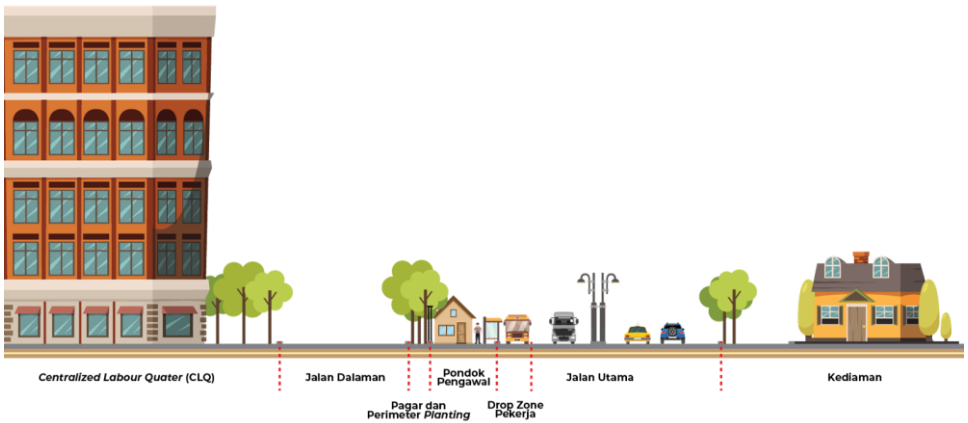 Centralized Labour Quater (CLQ)
Jalan Dalaman
Pagar dan
Perimeter Planting
Pondok
Pengawal
Drop Zone
Pekerja
Jalan Utama
Kediaman